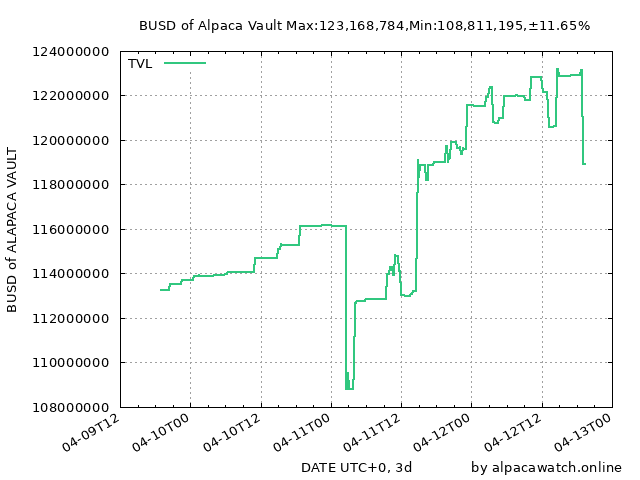 BUSD of Alpaca Vault Max:123,168,784,Min:108,811,195,±11.65%
TVL
124000000
122000000
120000000
118000000
116000000
114000000
112000000
110000000
108000000
BUSD of ALAPACA VAULT
04-09T12
04-10T00
04-10T12
04-11T00
04-11T12
04-12T00
04-12T12
04-13T00
DATE UTC+0, 3d
by alpacawatch.online